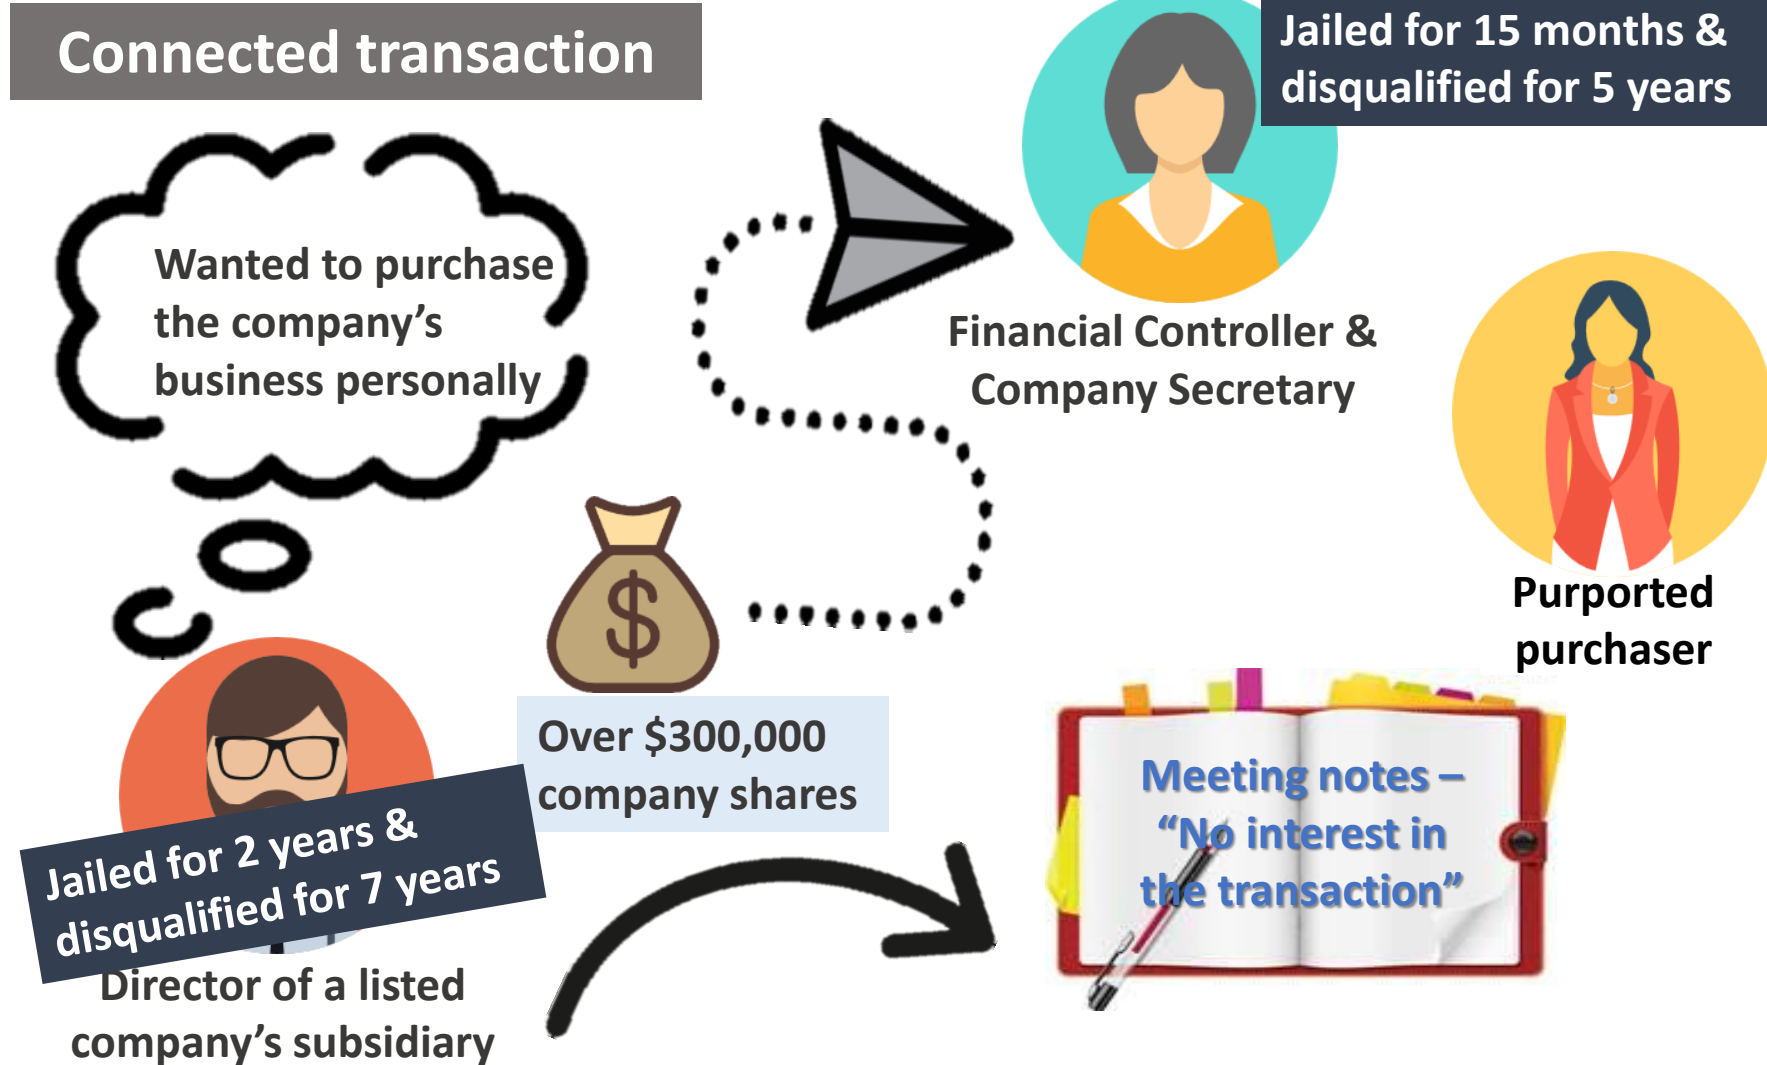 Connected transaction
Jailed for 15 months &
disqualified for 5 years
Wanted to purchase
the company’s
business personally
Financial Controller &
Company Secretary
Purported
purchaser
$
Over $300,000
company shares
Meeting notes –
“No interest in
the transaction”
Jailed for 2 years &
disqualified for 7 years
Director of a listed
company’s subsidiary